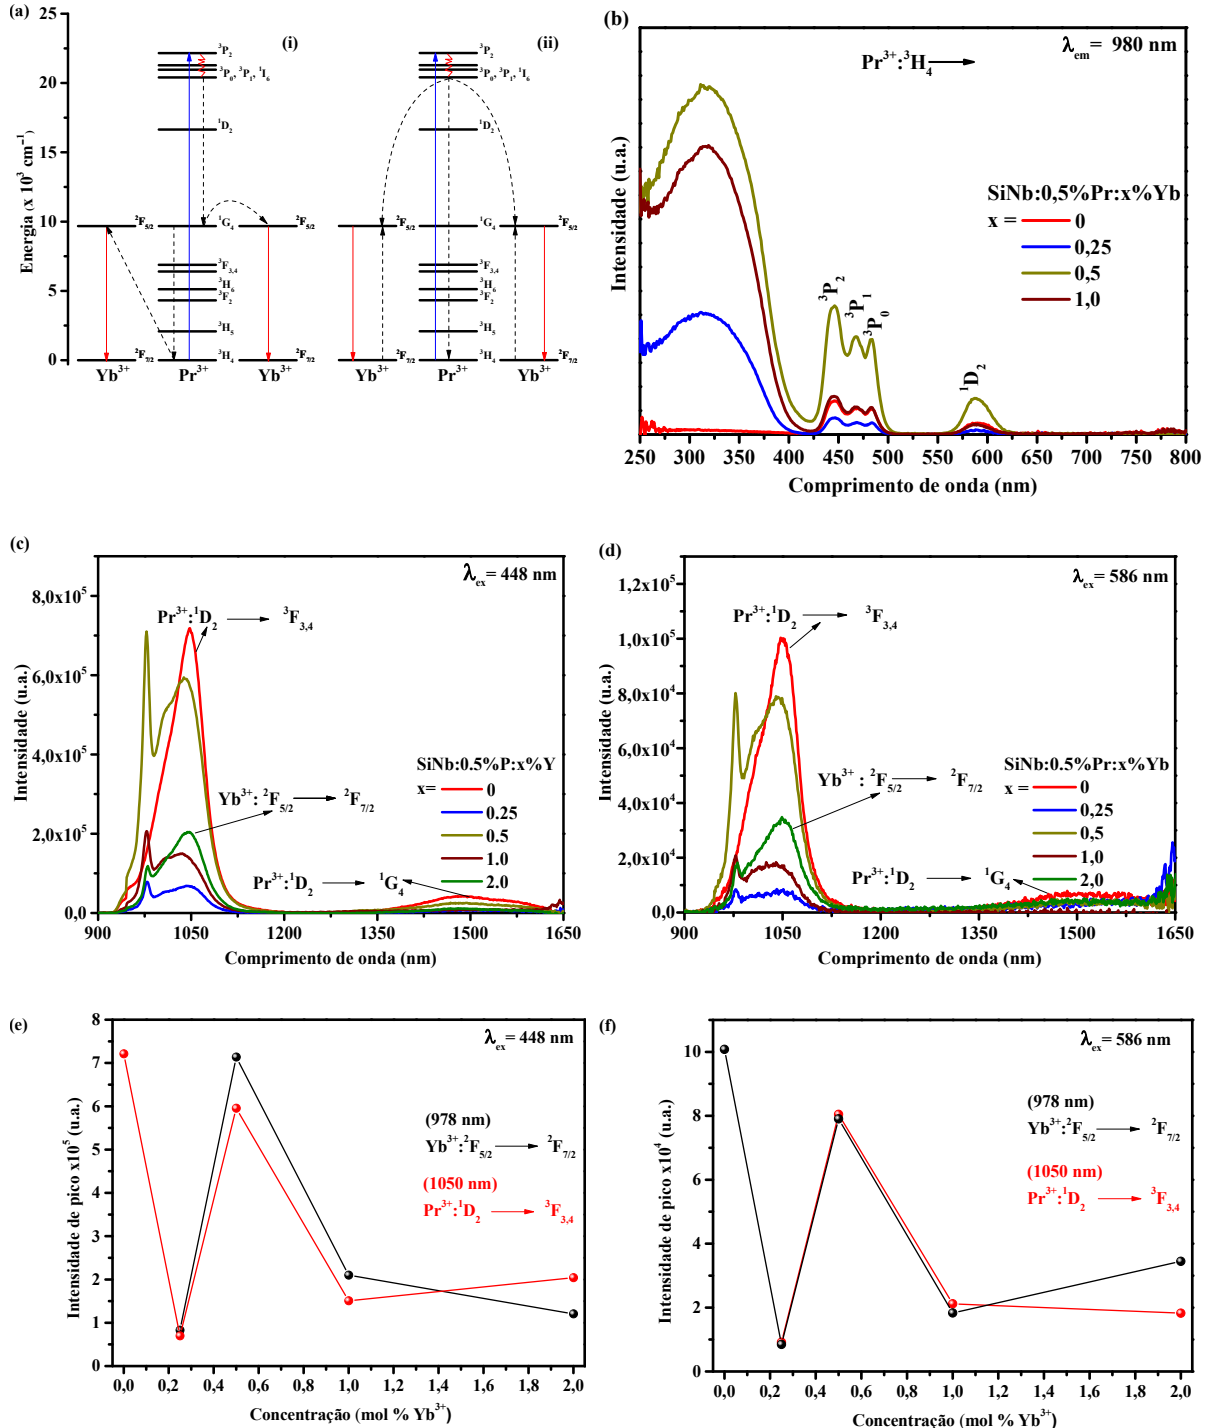 (a)
25
20
15
10
5
0
Energia (x 10³ cm⁻¹)
(i)
³P₂
³P₀, ³P₁, ¹I₆
¹D₂
²F₅/₂
¹G₄
²F₅/₂
³F₃,₄
³H₆
³F₂
³H₅
²F₇/₂
³H₄
²F₇/₂
Yb³⁺
Pr³⁺
Yb³⁺
(ii)
³P₂
³P₀, ³P₁, ¹I₆
¹D₂
²F₅/₂
¹G₄
²F₅/₂
³F₃,₄
³H₆
³F₂
³H₅
²F₇/₂
³H₄
²F₇/₂
Yb³⁺
Pr³⁺
Yb³⁺
(b)
λem = 980 nm
Pr³⁺:³H₄
Intensidade (u.a.)
SiNb:0,5%Pr:x%Yb
x = 0
0,25
0,5
1,0
³P₂
³P₁
³P₀
¹D₂
250 300 350 400 450 500 550 600 650 700 750 800
Comprimento de onda (nm)
(c)
λex = 448 nm
8,0x10⁵
6,0x10⁵
4,0x10⁵
2,0x10⁵
0,0
Intensidade (u.a.)
Pr³⁺:¹D₂ ³F₃,₄
SiNb:0.5%P:x%Y
x= 0
0.25
0.5
1.0
2.0
Yb³⁺: ²F₅/₂ ²F₇/₂
Pr³⁺:¹D₂ ¹G₄
900 1050 1200 1350 1500 1650
Comprimento de onda (nm)
(d)
λex = 586 nm
1,2x10⁵
1,0x10⁵
8,0x10⁴
6,0x10⁴
4,0x10⁴
2,0x10⁴
0,0
Intensidade (u.a.)
Pr³⁺:¹D₂ ³F₃,₄
SiNb:0.5%Pr:x%Yb
x= 0
0,25
0,5
1,0
2,0
Yb³⁺: ²F₅/₂ ²F₇/₂
Pr³⁺:¹D₂ ¹G₄
900 1050 1200 1350 1500 1650
Comprimento de onda (nm)
(e)
λex = 448 nm
8
7
6
5
4
3
2
1
0
Intensidade de pico x10⁵ (u.a.)
(978 nm)
Yb³⁺:²F₅/₂ ²F₇/₂
(1050 nm)
Pr³⁺:¹D₂ ³F₃,₄
0,0 0,2 0,4 0,6 0,8 1,0 1,2 1,4 1,6 1,8 2,0
Concentração (mol % Yb³⁺)
(f)
λex = 586 nm
10
8
6
4
2
0
Intensidade de pico x10⁴ (u.a.)
(978 nm)
Yb³⁺:²F₅/₂ ²F₇/₂
(1050 nm)
Pr³⁺:¹D₂ ³F₃,₄
0,0 0,2 0,4 0,6 0,8 1,0 1,2 1,4 1,6 1,8 2,0
Concentração (mol % Yb³⁺)